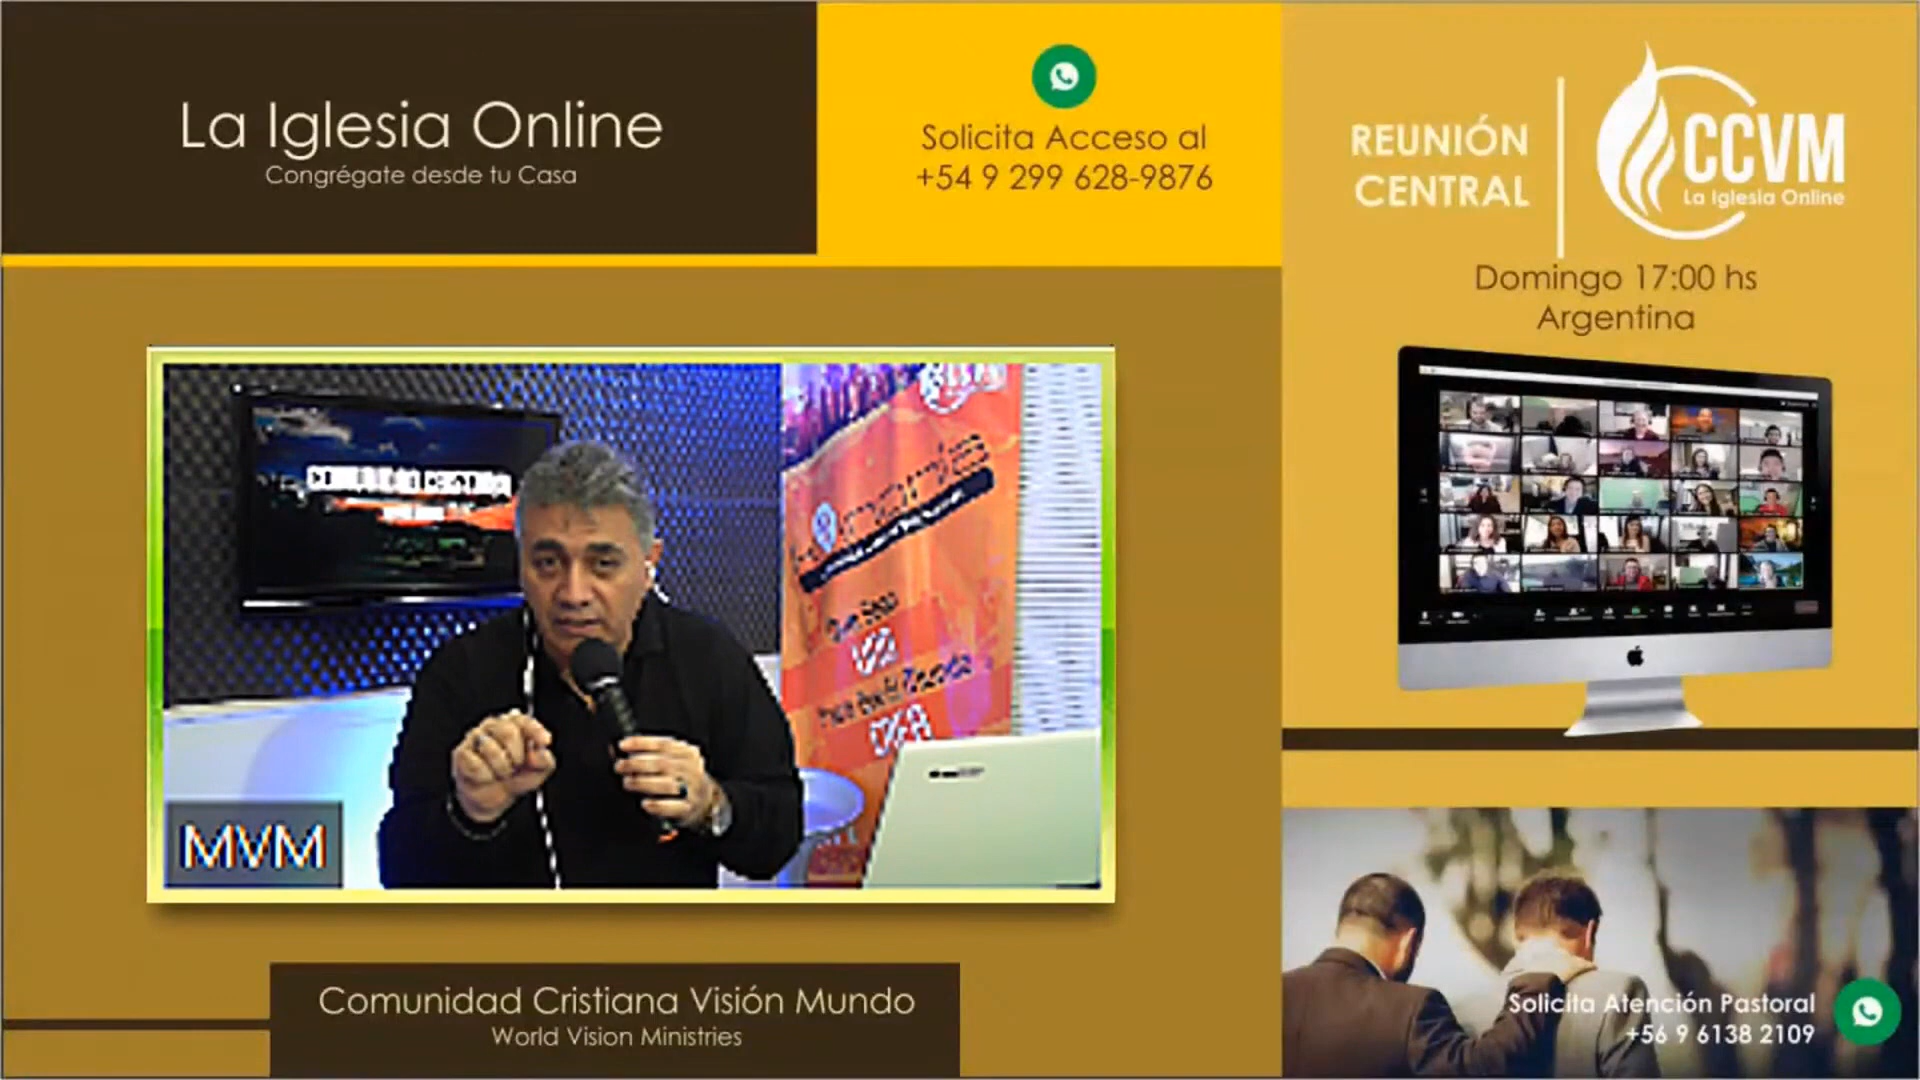 La Iglesia Online
Congrégate desde tu Casa
Solicita Acceso al
+54 9 299 628-9876
REUNIÓN
CENTRAL
CCVM
La Iglesia Online
Domingo 17:00 hs
Argentina
MVM
Comunidad Cristiana Visión Mundo
World Vision Ministries
Solicita Atención Pastoral
+56 9 6138 2109